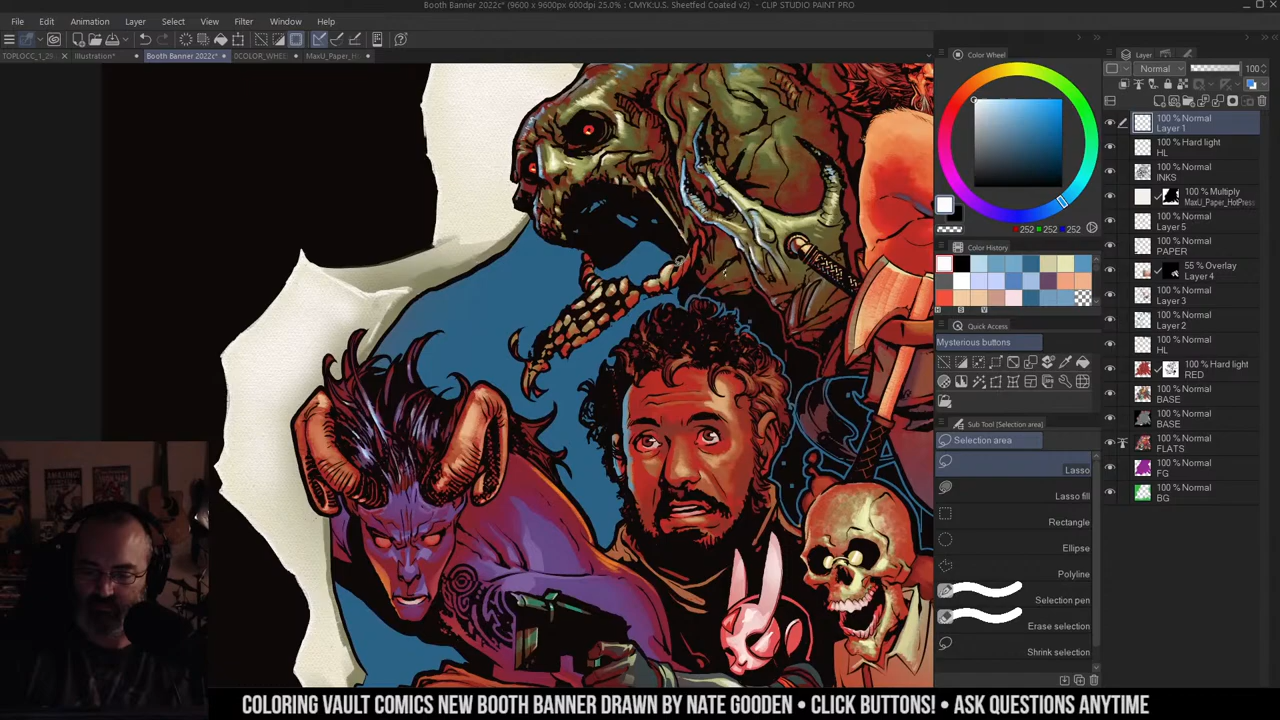 Booth Banner 2022c* (9600 x 9600px 600dpi 25.0% : CMYK:U.S. Sheetfed Coated v2) - CLIP STUDIO PAINT PRO
File Edit Animation Layer Select View Filter Window Help
TOPLOCC_1_2 Illustration* Booth Banner 2022c* 0COLOR_WHE MaxU_Paper_H
Color Wheel
252 252 252
Color History
H S V
Quick Access
Mysterious buttons
Sub Tool [Selection area]
Selection area
Lasso
Lasso fill
Rectangle
Ellipse
Polyline
Selection pen
Erase selection
Shrink selection
Layer
Normal 100
100 % Normal
Layer 1
100 % Hard light
HL
100 % Normal
INKS
100 % Multiply
MaxU_Paper_HotPress
100 % Normal
Layer 5
100 % Normal
PAPER
55 % Overlay
Layer 4
100 % Normal
Layer 3
100 % Normal
Layer 2
100 % Normal
HL
100 % Hard light
RED
100 % Normal
BASE
100 % Normal
BASE
100 % Normal
FLATS
100 % Normal
FG
100 % Normal
BG
COLORING VAULT COMICS NEW BOOTH BANNER DRAWN BY NATE GOODEN • CLICK BUTTONS! • ASK QUESTIONS ANYTIME